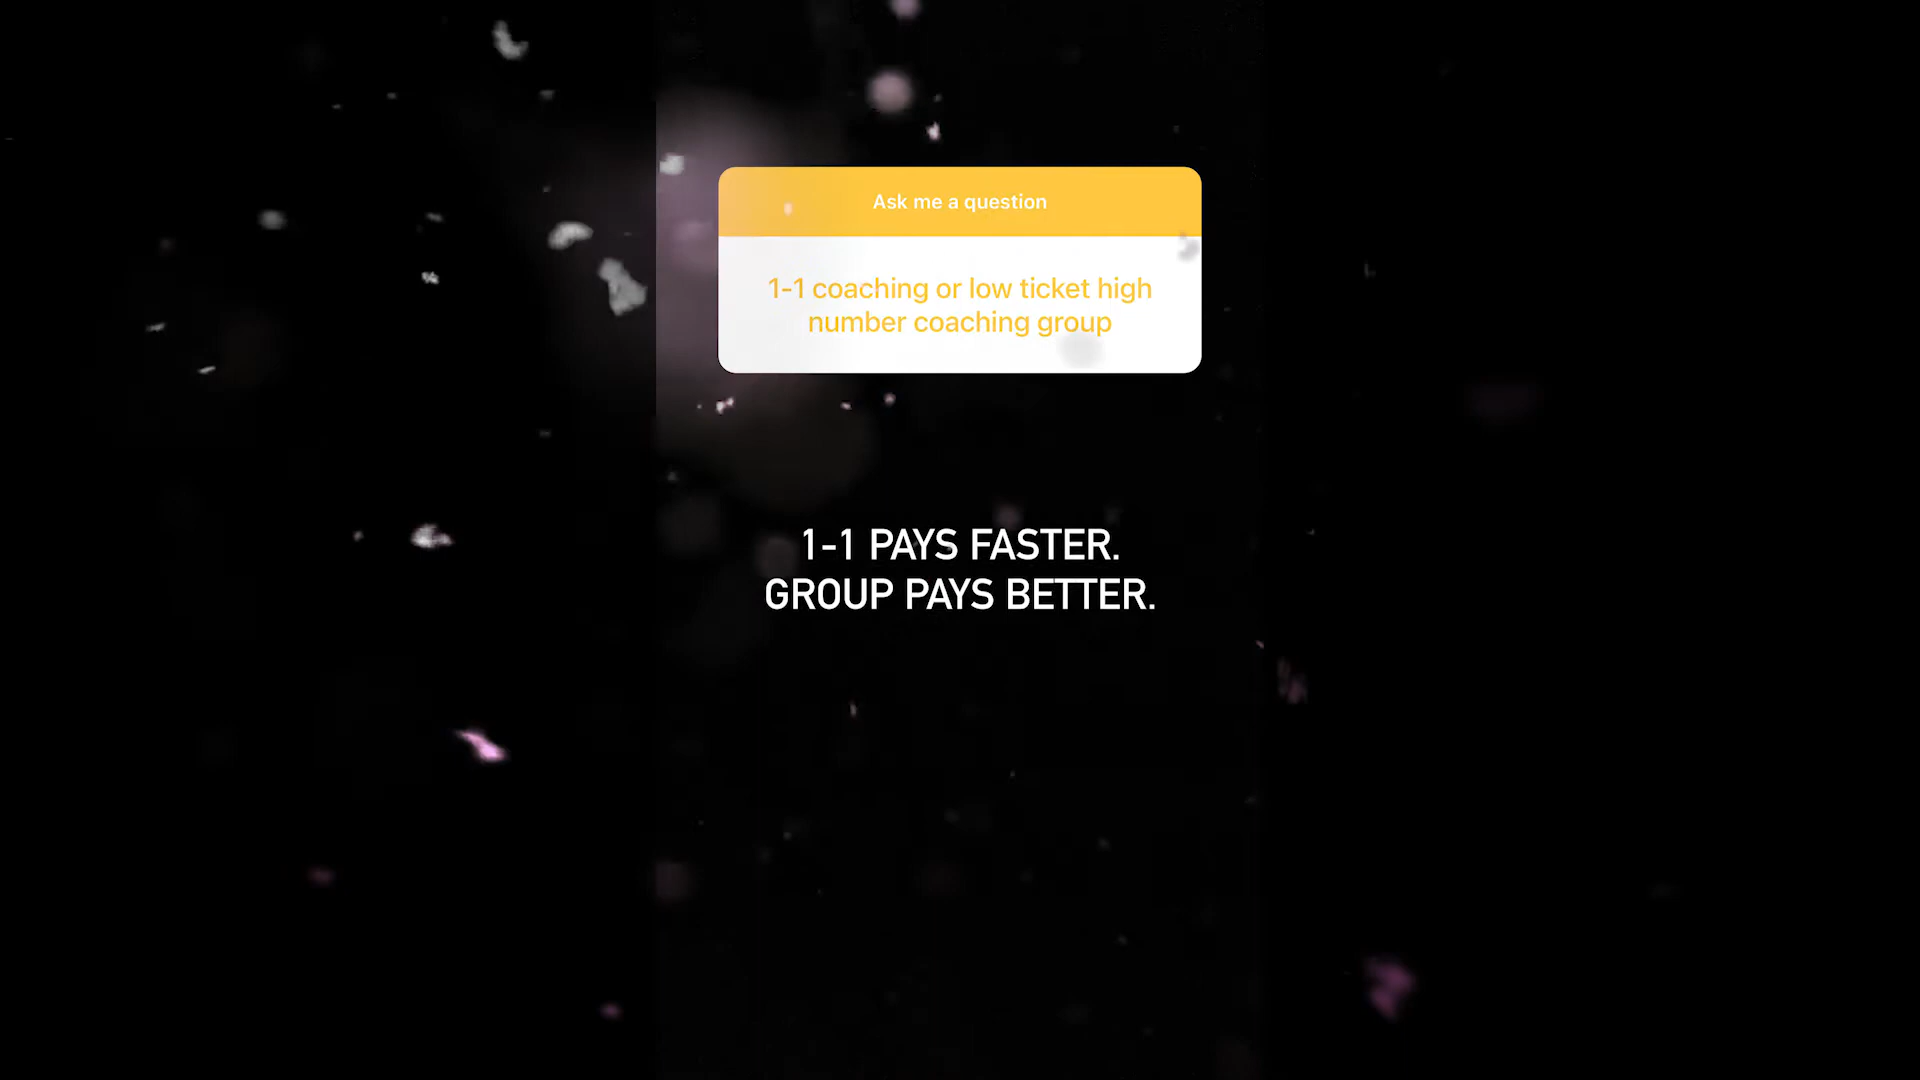 Ask me a question
1-1 coaching or low ticket high
number coaching group
1-1 PAYS FASTER.
GROUP PAYS BETTER.